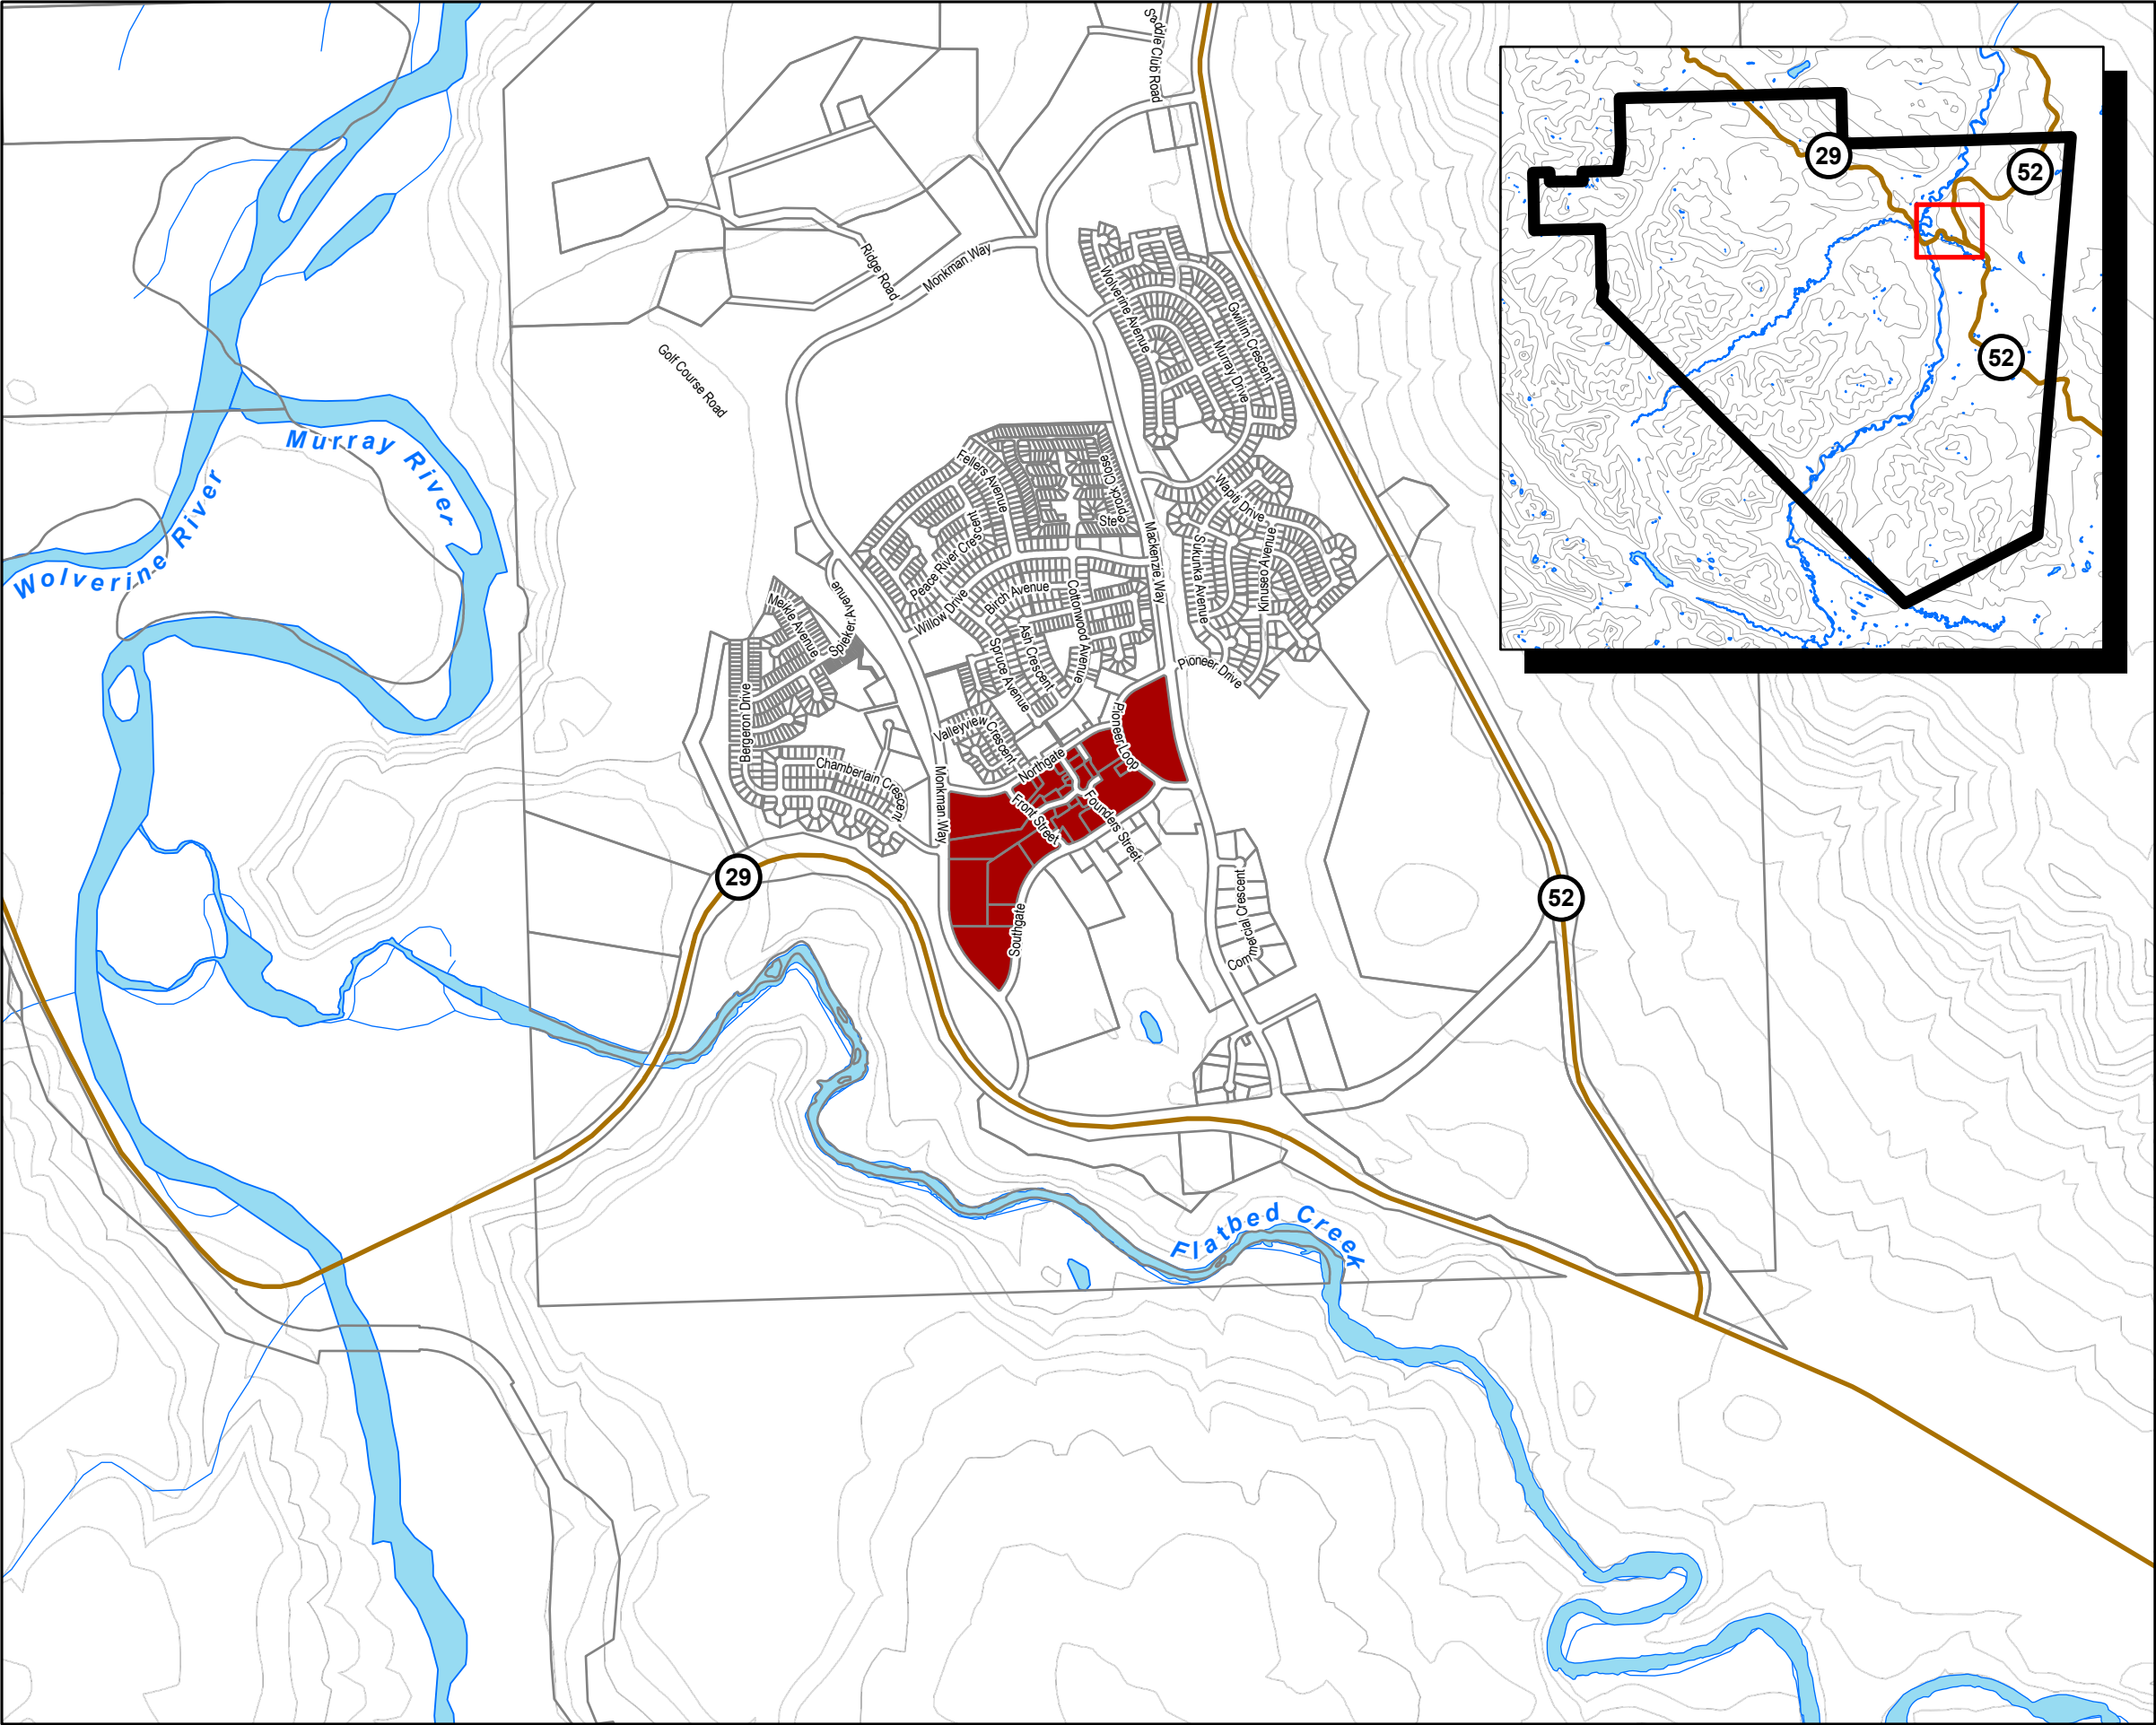 Saddle Club Road
29
52
52
Ridge Road
Monkman Way
Wolverine Avenue
Gwillim Crescent
Murray Drive
Golf Course Road
Murray River
Wolverine River
Fellers Avenue
Steeprock Close
Peace River Crescent
Wapiti Drive
Mackenzie Way
Sukunka Avenue
Kinuseo Avenue
Willow Drive
Birch Avenue
Cottonwood Avenue
Ash Crescent
Spruce Avenue
Meikle Avenue
Spieker Avenue
Pioneer Drive
Bergeron Drive
Valleyview Crescent
Pioneer Loop
Northgate
Chamberlain Crescent
Monkman Way
Front Street
Founders Street
29
52
Southgate
Commercial Crescent
Flatbed Creek